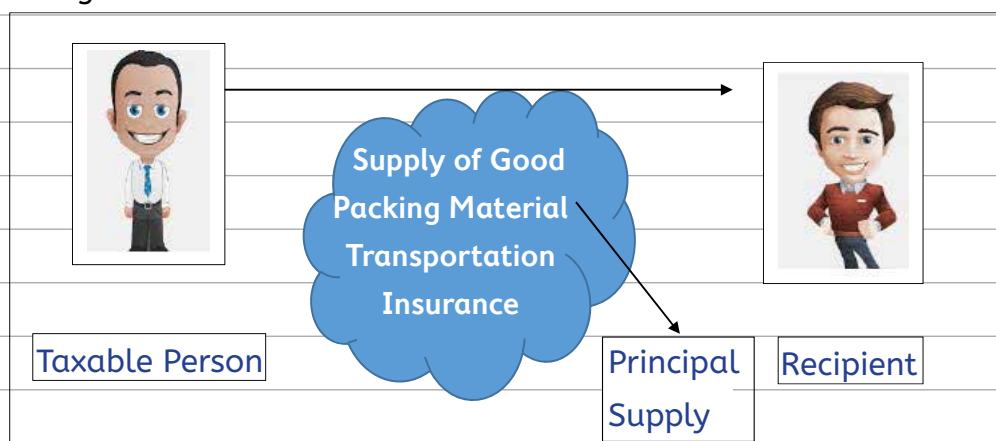 Supply of Good
Packing Material
Transportation
Insurance
Taxable Person
Principal
Supply
Recipient